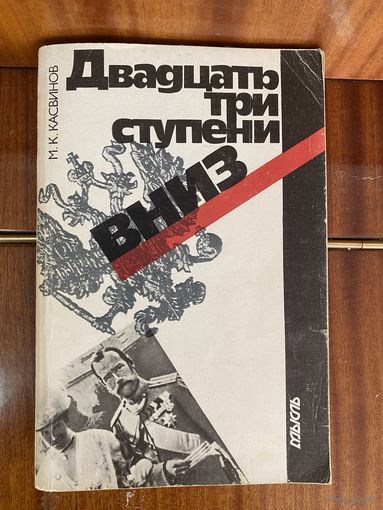 М. К. КАСВИНОВ
Двадцать
три
ступени
вниз
мысль